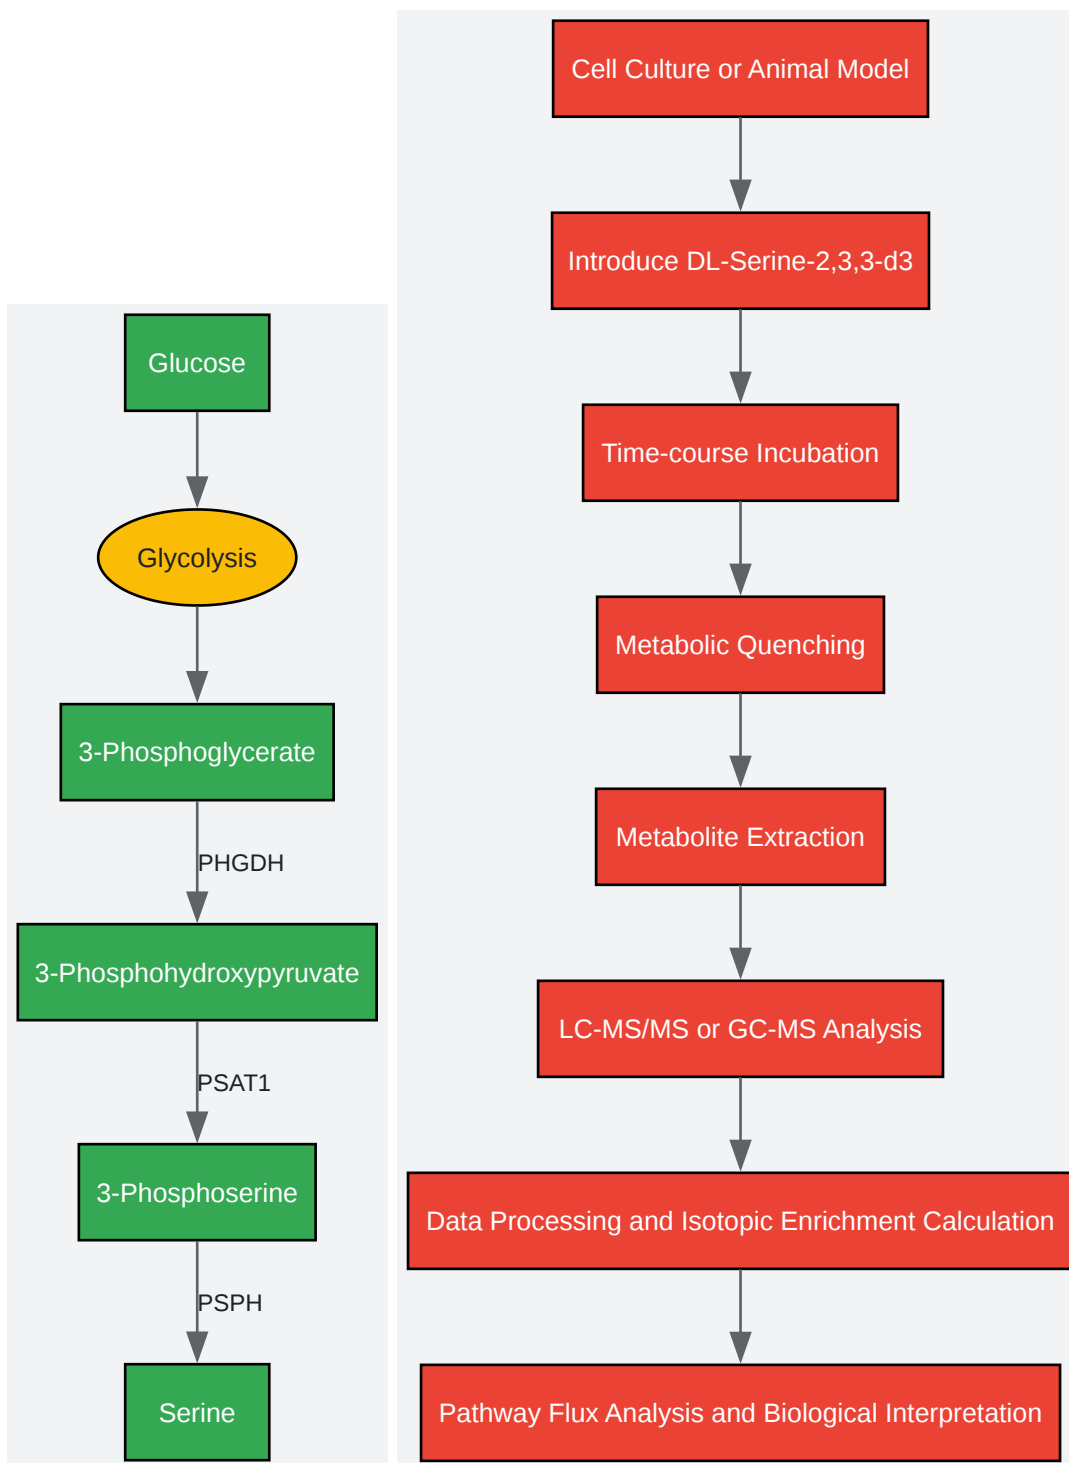 Glucose
Glycolysis
3-Phosphoglycerate
PHGDH
3-Phosphohydroxypyruvate
PSAT1
3-Phosphoserine
PSPH
Serine
Cell Culture or Animal Model
Introduce DL-Serine-2,3,3-d3
Time-course Incubation
Metabolic Quenching
Metabolite Extraction
LC-MS/MS or GC-MS Analysis
Data Processing and Isotopic Enrichment Calculation
Pathway Flux Analysis and Biological Interpretation